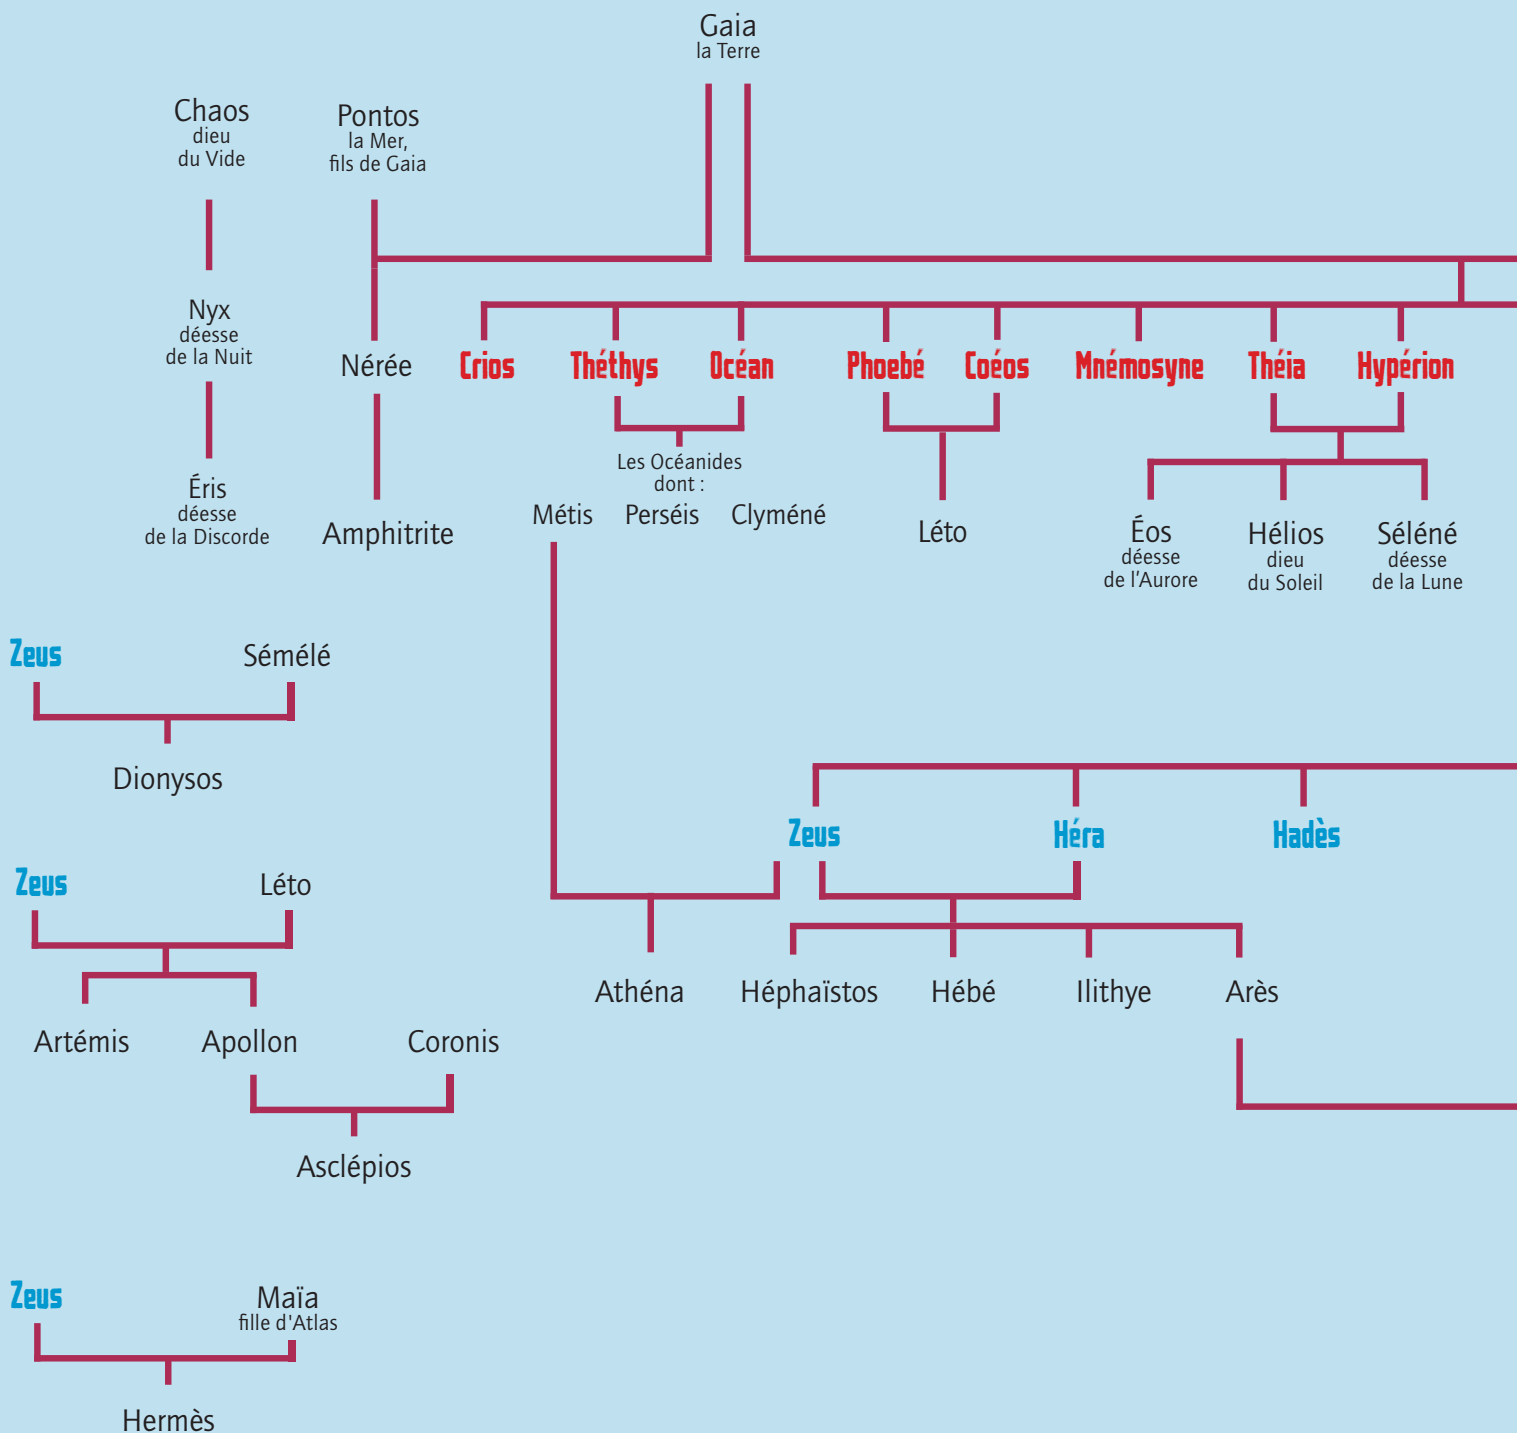 Gaia
la Terre
Chaos
dieu
du Vide
Pontos
la Mer,
fils de Gaia
Nyx
déesse
de la Nuit
Nérée
Crios
Théthys
Océan
Phoebé
Coéos
Mnémosyne
Théia
Hypérion
Les Océanides
dont :
Métis
Perséis
Clyméné
Éris
déesse
de la Discorde
Amphitrite
Léto
Éos
déesse
de l'Aurore
Hélios
dieu
du Soleil
Séléné
déesse
de la Lune
Zeus
Sémélé
Dionysos
Zeus
Héra
Hadès
Zeus
Léto
Athéna
Héphaïstos
Hébé
Ilithye
Arès
Artémis
Apollon
Coronis
Asclépios
Zeus
Maïa
fille d'Atlas
Hermès